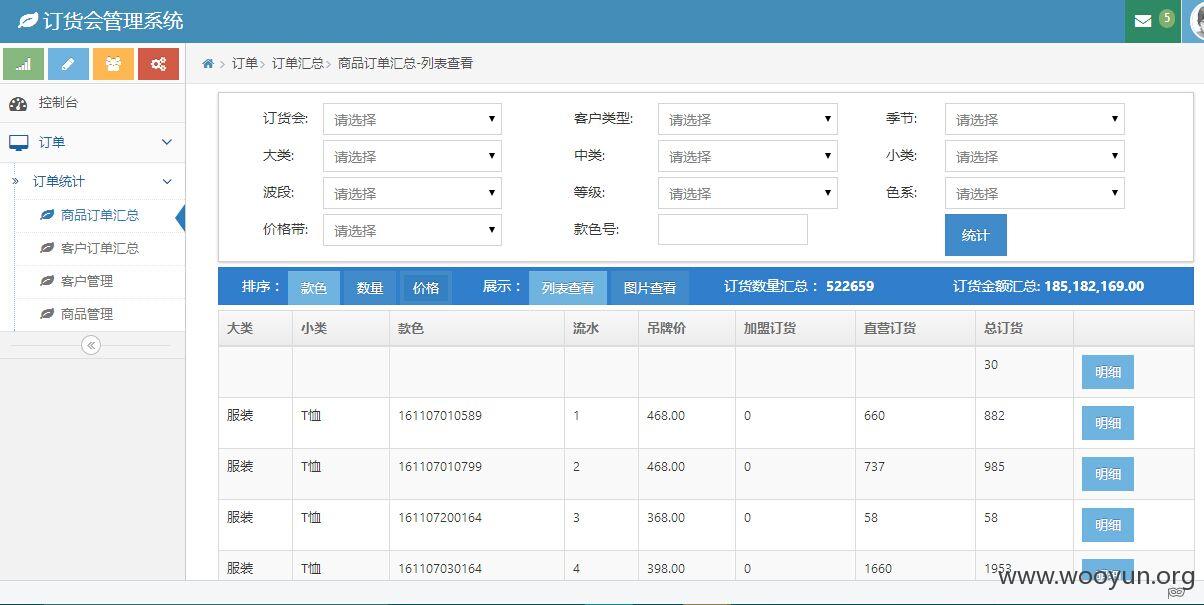 订货会管理系统
5
订单 > 订单汇总 > 商品订单汇总-列表查看
控制台
订单
订单统计
商品订单汇总
客户订单汇总
客户管理
商品管理
订货会: 请选择 客户类型: 请选择 季节: 请选择
大类: 请选择 中类: 请选择 小类: 请选择
波段: 请选择 等级: 请选择 色系: 请选择
价格带: 请选择 款色号: 统计
排序： 款色 数量 价格 展示： 列表查看 图片查看 订货数量汇总： 522659 订货金额汇总: 185,182,169.00
大类 小类 款色 流水 吊牌价 加盟订货 直营订货 总订货
30 明细
服装 T恤 161107010589 1 468.00 0 660 882 明细
服装 T恤 161107010799 2 468.00 0 737 985 明细
服装 T恤 161107200164 3 368.00 0 58 58 明细
服装 T恤 161107030164 4 398.00 0 1660 1953
www.wooyun.org